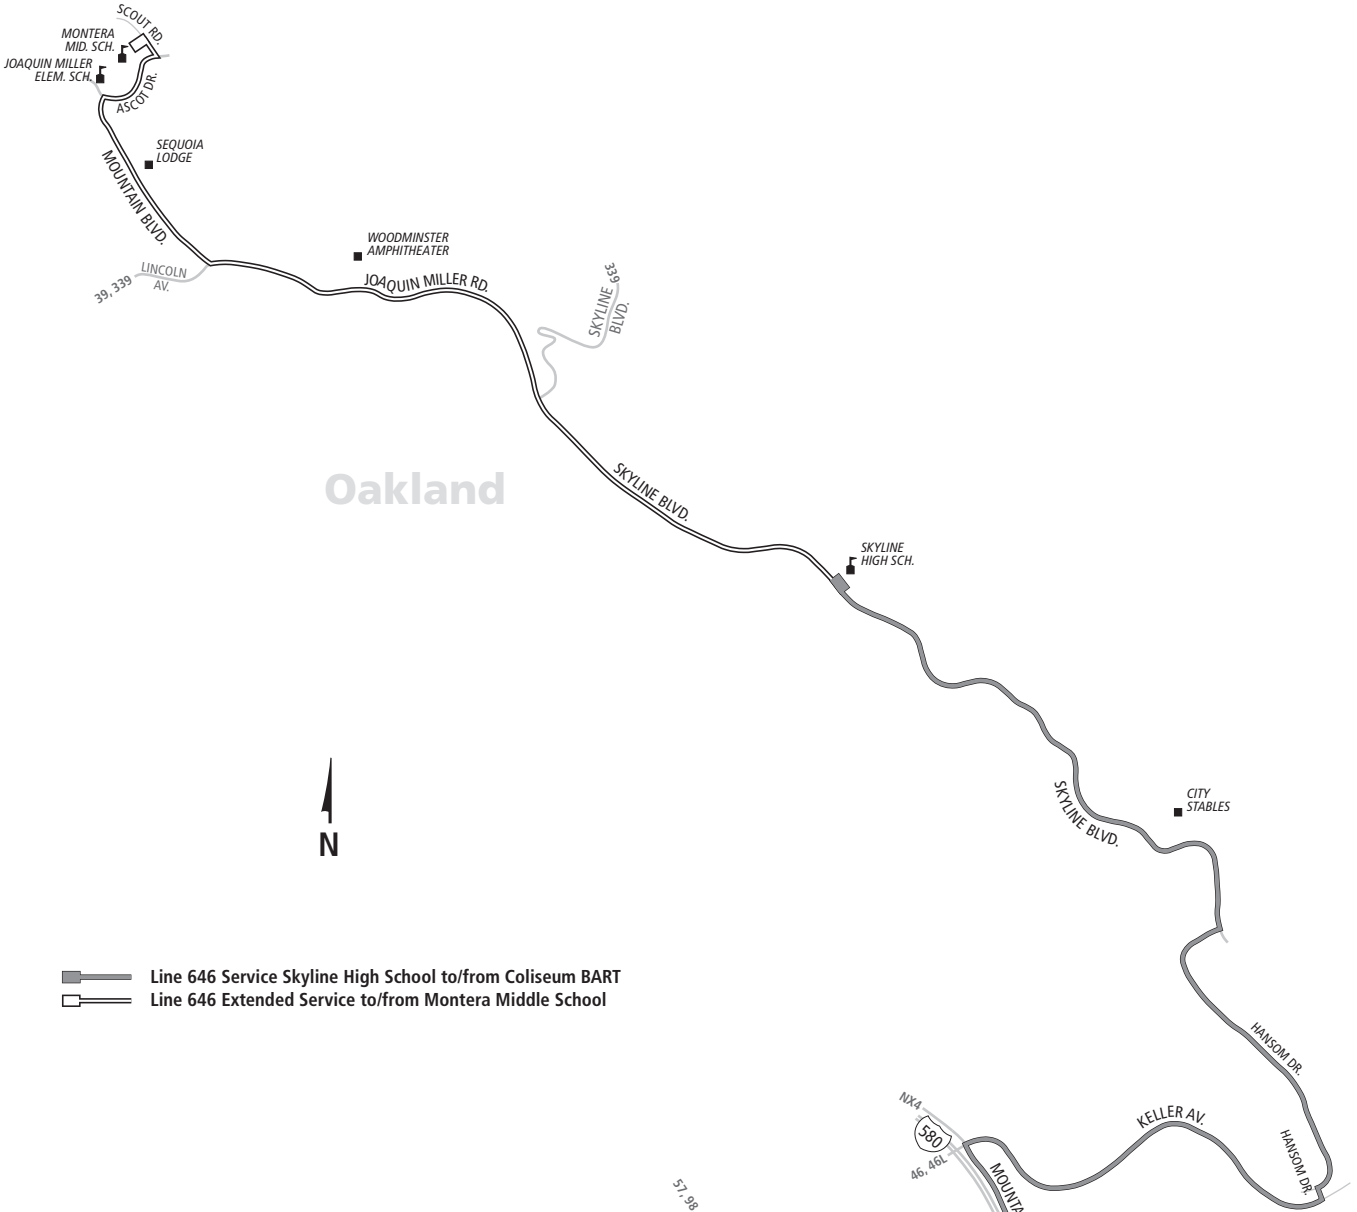 SCOUT RD.
MONTERA
MID. SCH.
JOAQUIN MILLER
ELEM. SCH.
ASCOT DR.
SEQUOIA
LODGE
MOUNTAIN BLVD.
WOODMINSTER
AMPHITHEATER
LINCOLN
AV.
39, 339
JOAQUIN MILLER RD.
339
SKYLINE
BLVD.
Oakland
SKYLINE BLVD.
SKYLINE
HIGH SCH.
CITY
STABLES
SKYLINE BLVD.
N
Line 646 Service Skyline High School to/from Coliseum BART
Line 646 Extended Service to/from Montera Middle School
HANSOM DR.
NX4
580
KELLER AV.
HANSOM DR.
46, 46L
MOUNTA
57, 98